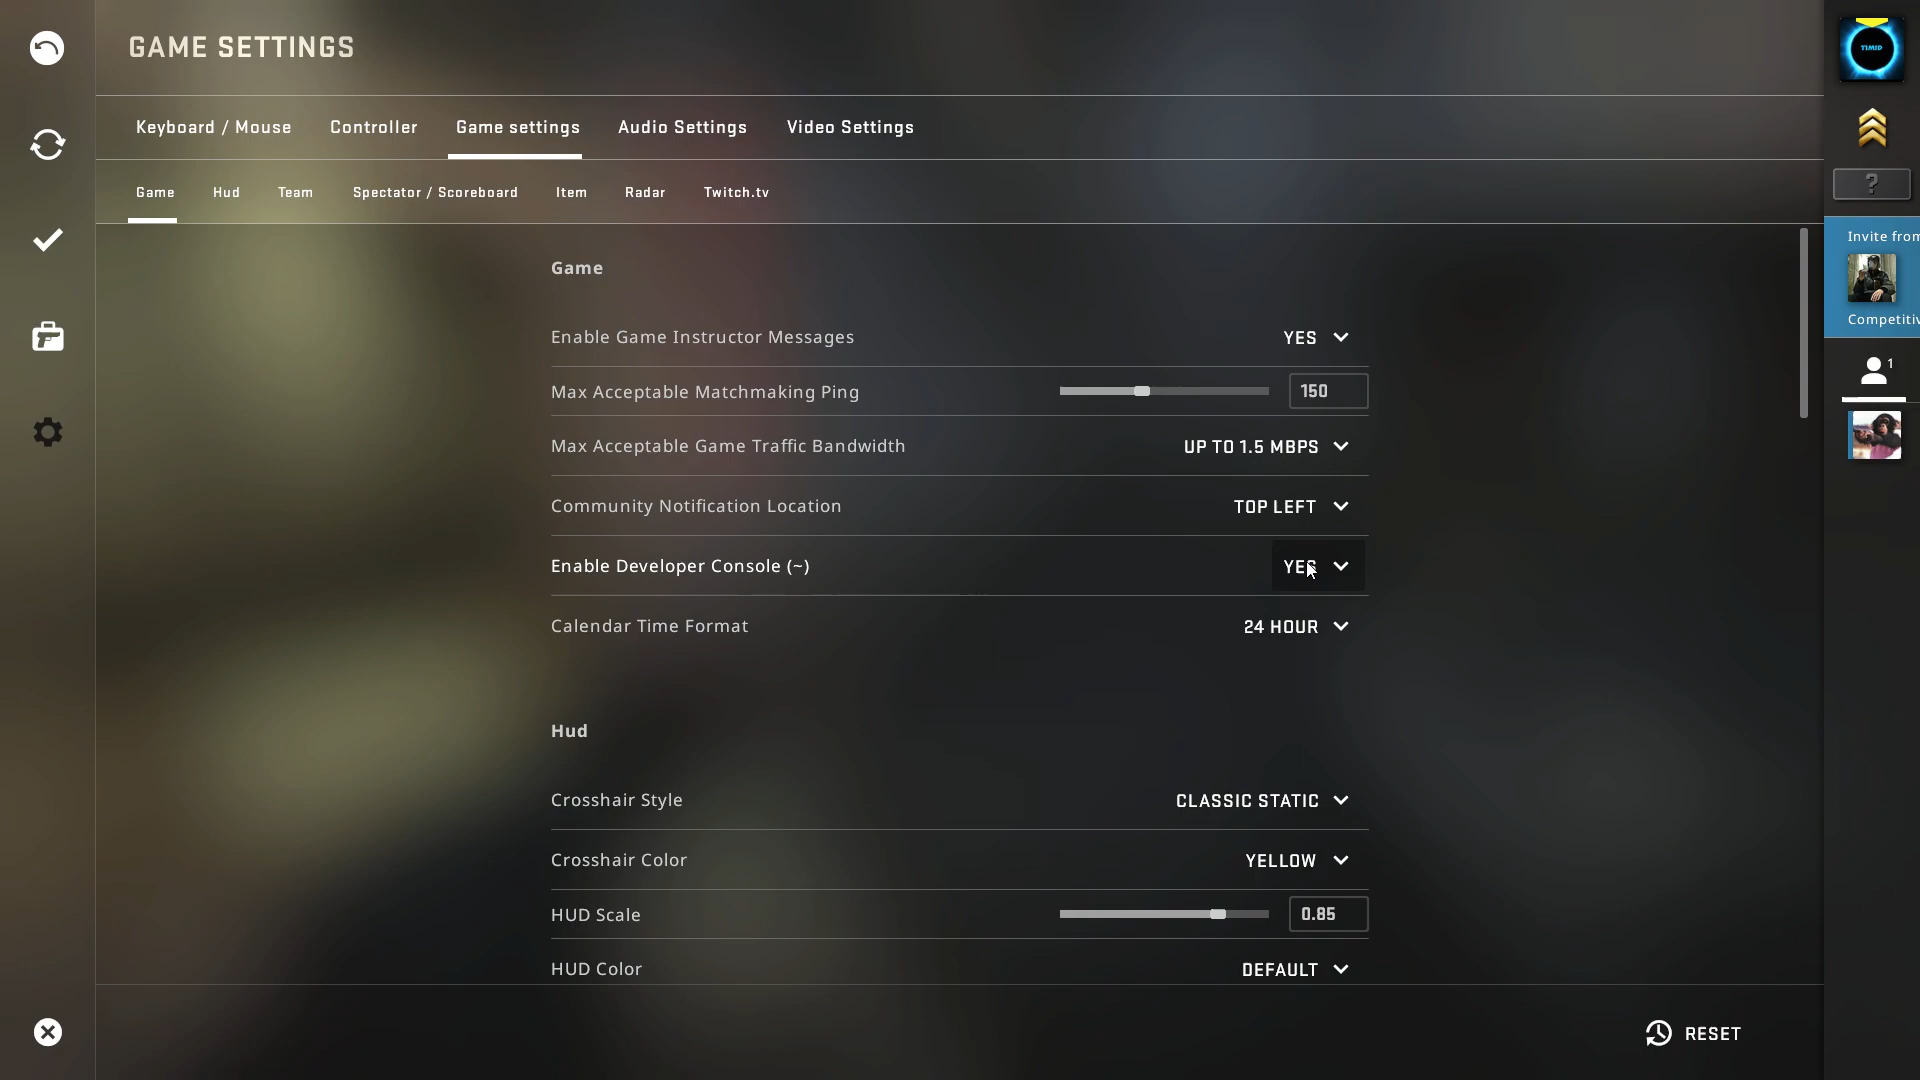 GAME SETTINGS
TIMID
Keyboard / Mouse Controller Game settings Audio Settings Video Settings
?
Game Hud Team Spectator / Scoreboard Item Radar Twitch.tv
Invite from
Game
Competitiv
Enable Game Instructor Messages YES
1
Max Acceptable Matchmaking Ping 150
Max Acceptable Game Traffic Bandwidth UP TO 1.5 MBPS
Community Notification Location TOP LEFT
Enable Developer Console (~) YES
Calendar Time Format 24 HOUR
Hud
Crosshair Style CLASSIC STATIC
Crosshair Color YELLOW
HUD Scale 0.85
HUD Color DEFAULT
RESET